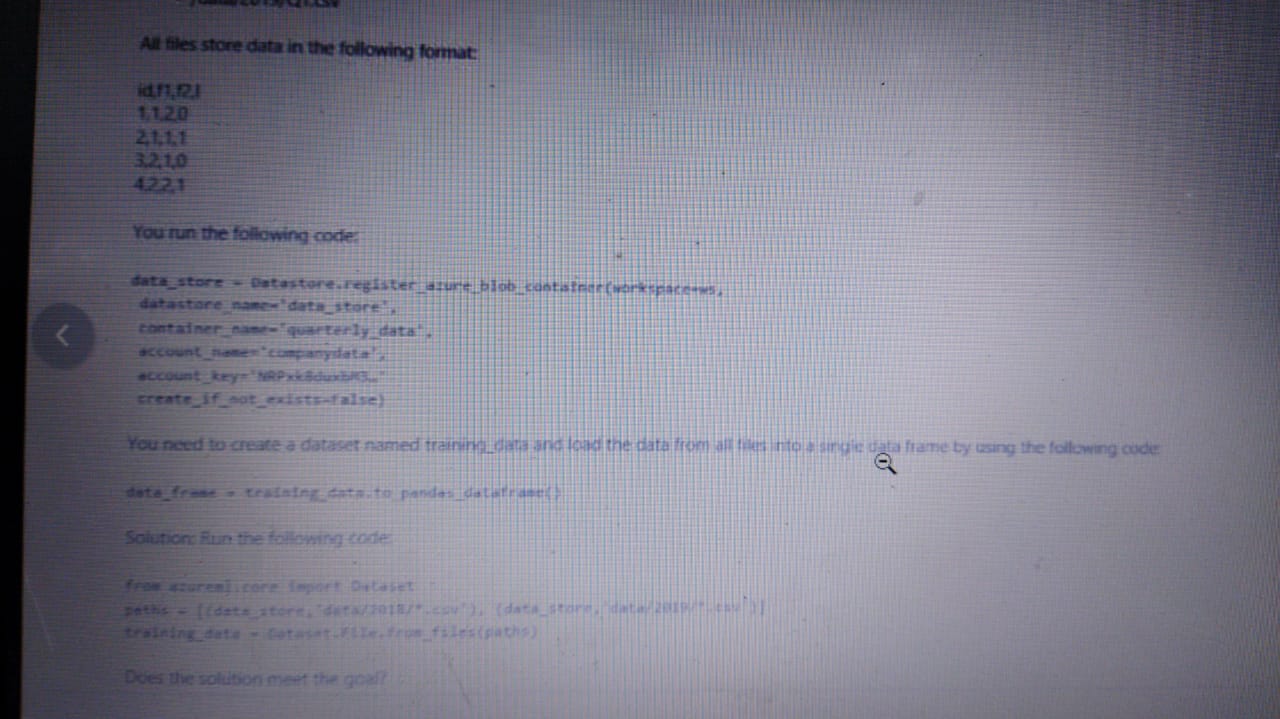 /data/2019/Q1.csv
All files store data in the following format:
id,f1,f2,l
1,1,2,0
2,1,1,1
3,2,1,0
4,2,2,1
You run the following code:
data_store = Datastore.register_azure_blob_container(workspace=ws,
datastore_name='data_store',
container_name='quarterly_data',
account_name='companydata',
account_key='NRPxk8duxbM3…'
create_if_not_exists=False)
You need to create a dataset named training_data and load the data from all files into a single data frame by using the following code:
data_frame = training_data.to_pandas_dataframe()
Solution: Run the following code:
from azureml.core import Dataset
paths = [(data_store,'data/2018/*.csv'), (data_store,'data/2019/*.csv')]
training_data = Dataset.File.from_files(paths)
Does the solution meet the goal?